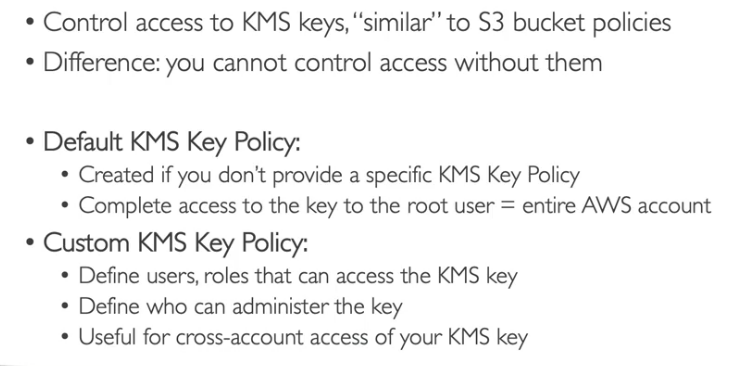 • Control access to KMS keys, “similar” to S3 bucket policies
• Difference: you cannot control access without them
• Default KMS Key Policy:
• Created if you don't provide a specific KMS Key Policy
• Complete access to the key to the root user = entire AWS account
• Custom KMS Key Policy:
• Define users, roles that can access the KMS key
• Define who can administer the key
• Useful for cross-account access of your KMS key